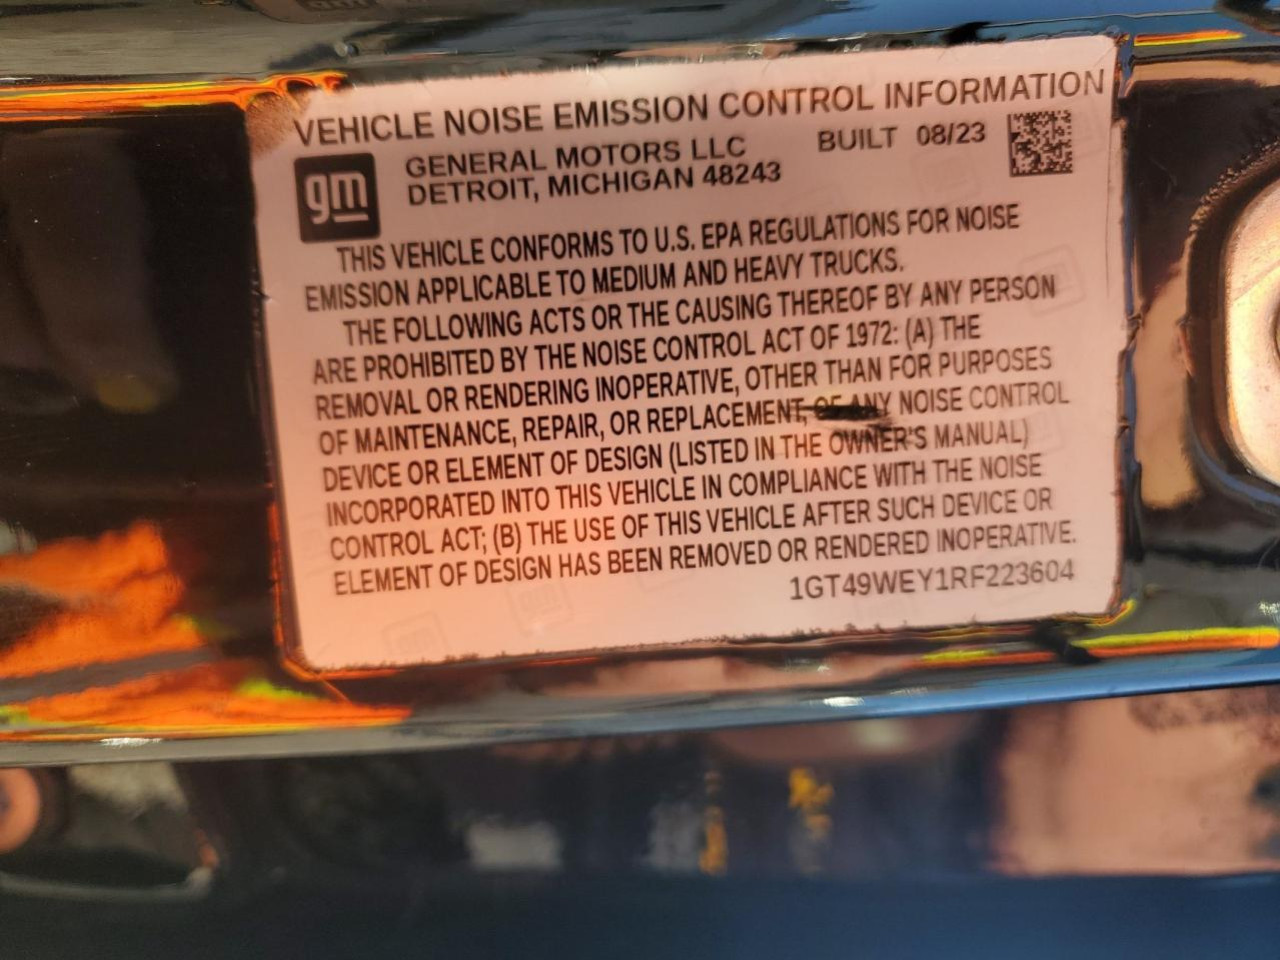 VEHICLE NOISE EMISSION CONTROL INFORMATION
gm
GENERAL MOTORS LLC BUILT 08/23
DETROIT, MICHIGAN 48243
THIS VEHICLE CONFORMS TO U.S. EPA REGULATIONS FOR NOISE
EMISSION APPLICABLE TO MEDIUM AND HEAVY TRUCKS.
THE FOLLOWING ACTS OR THE CAUSING THEREOF BY ANY PERSON
ARE PROHIBITED BY THE NOISE CONTROL ACT OF 1972: (A) THE
REMOVAL OR RENDERING INOPERATIVE, OTHER THAN FOR PURPOSES
OF MAINTENANCE, REPAIR, OR REPLACEMENT, OF ANY NOISE CONTROL
DEVICE OR ELEMENT OF DESIGN (LISTED IN THE OWNER'S MANUAL)
INCORPORATED INTO THIS VEHICLE IN COMPLIANCE WITH THE NOISE
CONTROL ACT; (B) THE USE OF THIS VEHICLE AFTER SUCH DEVICE OR
ELEMENT OF DESIGN HAS BEEN REMOVED OR RENDERED INOPERATIVE.
1GT49WEY1RF223604